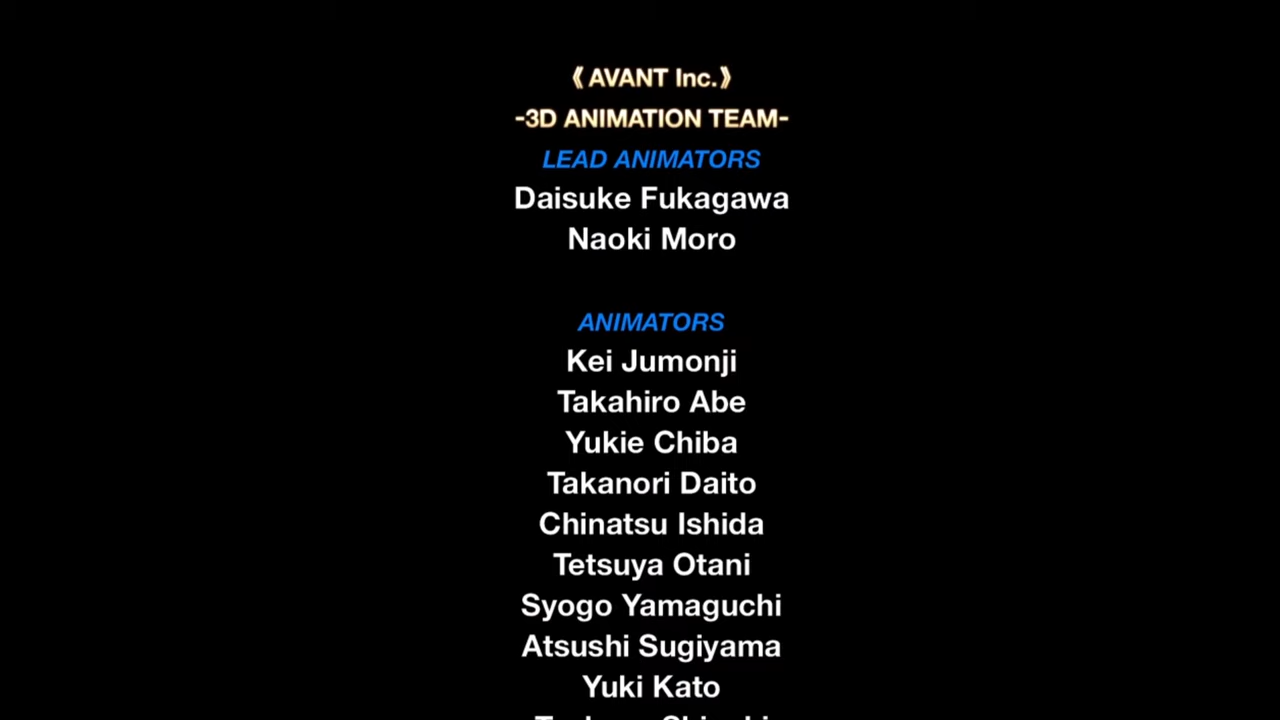 《AVANT Inc.》
-3D ANIMATION TEAM-
LEAD ANIMATORS
Daisuke Fukagawa
Naoki Moro
ANIMATORS
Kei Jumonji
Takahiro Abe
Yukie Chiba
Takanori Daito
Chinatsu Ishida
Tetsuya Otani
Syogo Yamaguchi
Atsushi Sugiyama
Yuki Kato